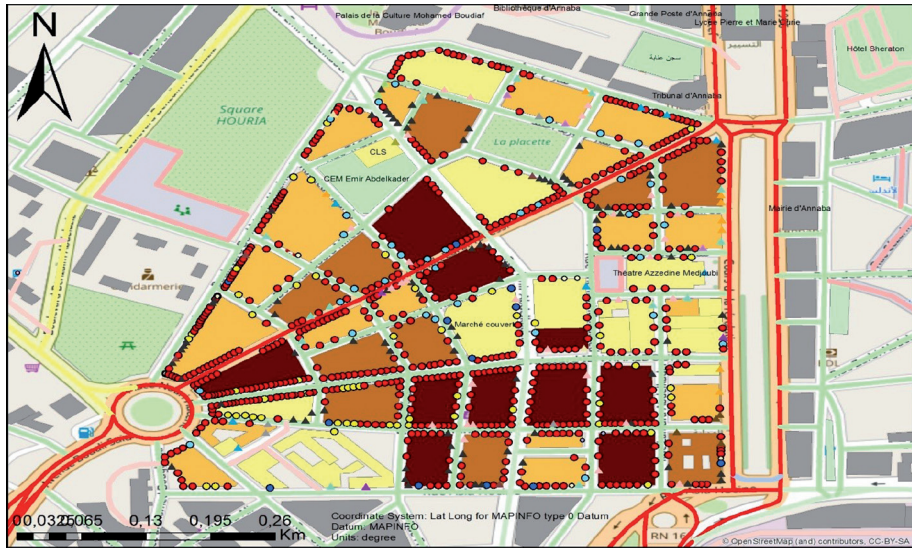 Bibliothèque d'Annaba
Palais de la Culture Mohamed Boudiaf
Grande Poste d'Annaba
Lycée Pierre et Marie Curie
التسيير
Hôtel Sheraton
N
Tribunal d'Annaba
Square
HOURIA
La placette
CLS
CEM Emir Abdelkader
Mairie d'Annaba
Théatre Azzedine Medjoubi
ndarmerie
Marché couvert
Coordinate System: Lat Long for MAPINFO type 0 Datum
Datum: MAPINFO
Units: degree
0 0,0325 0,065 0,13 0,195 0,26
Km
RN 16
© OpenStreetMap (and) contributors, CC-BY-SA